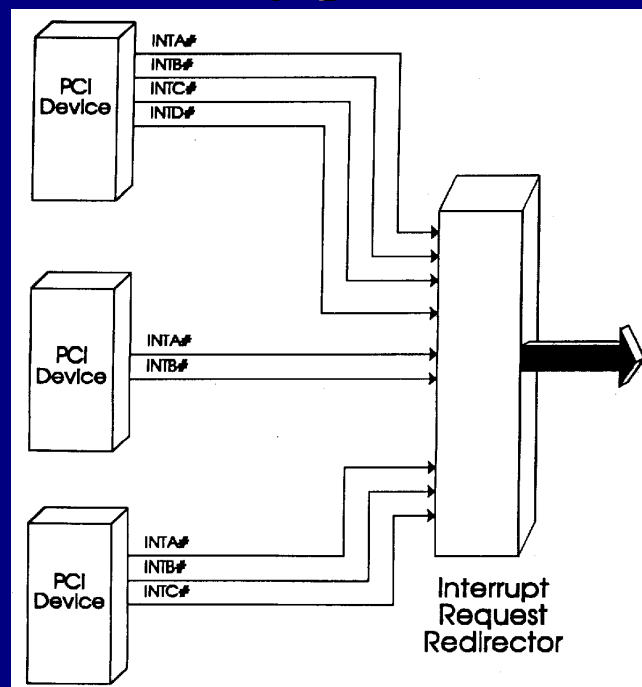 PCI
Device
INTA#
INTB#
INTC#
INTD#
PCI
Device
INTA#
INTB#
PCI
Device
INTA#
INTB#
INTC#
Interrupt
Request
Redirector